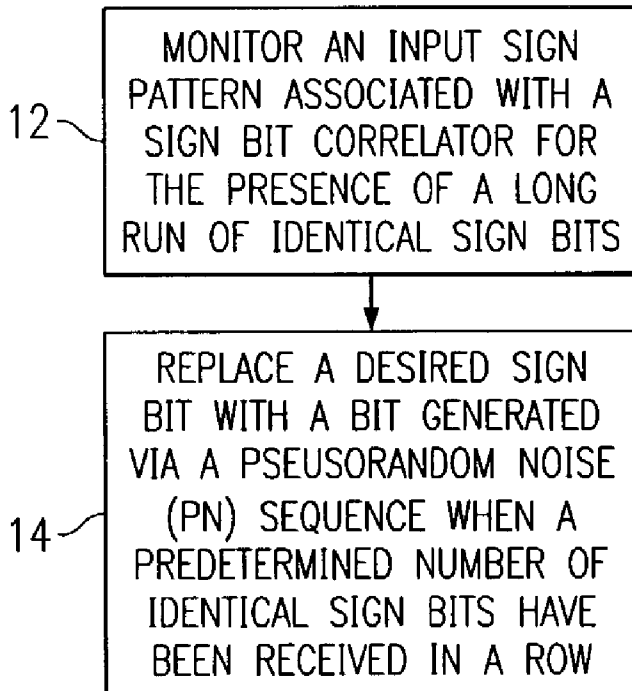 MONITOR AN INPUT SIGN
PATTERN ASSOCIATED WITH A
12
SIGN BIT CORRELATOR FOR
THE PRESENCE OF A LONG
RUN OF IDENTICAL SIGN BITS
REPLACE A DESIRED SIGN
BIT WITH A BIT GENERATED
VIA A PSEUSORANDOM NOISE
(PN) SEQUENCE WHEN A
14
PREDETERMINED NUMBER OF
IDENTICAL SIGN BITS HAVE
BEEN RECEIVED IN A ROW